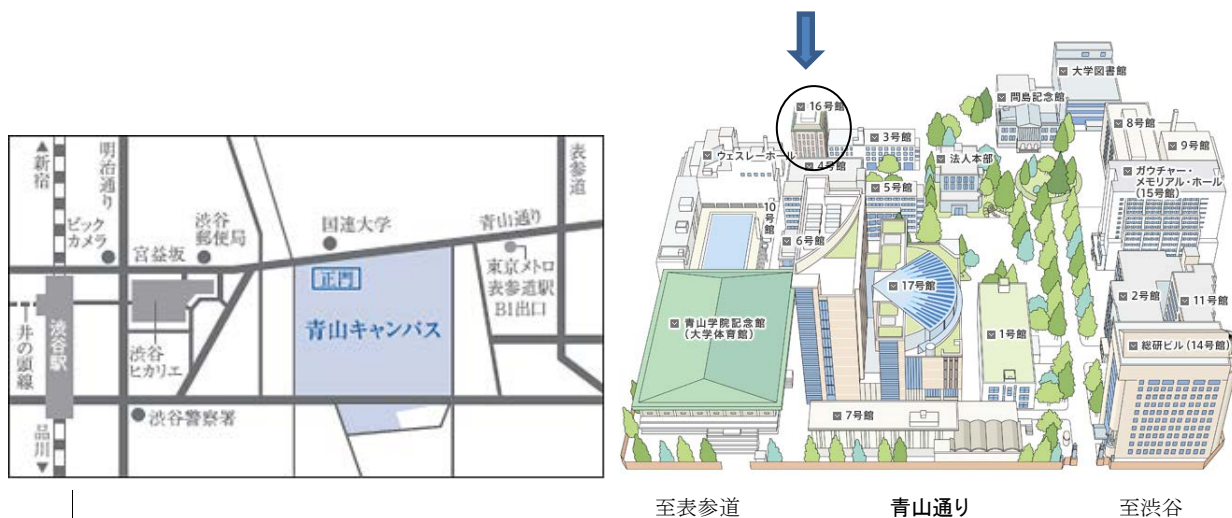 ▲新宿
明治通り
ビック
カメラ
宮益坂
渋谷
郵便局
国連大学
青山通り
表参道
正門
東京メトロ
表参道駅
B1出口
青山キャンパス
渋谷駅
井の頭線
渋谷
ヒカリエ
渋谷警察署
品川▼
大学図書館
間島記念館
16号館
8号館
3号館
9号館
ウェスレーホール
4号館
法人本部
ガウチャー・
メモリアル・ホール
(15号館)
5号館
10号館
6号館
17号館
2号館
11号館
青山学院記念館
(大学体育館)
1号館
総研ビル(14号館)
7号館
至表参道
青山通り
至渋谷